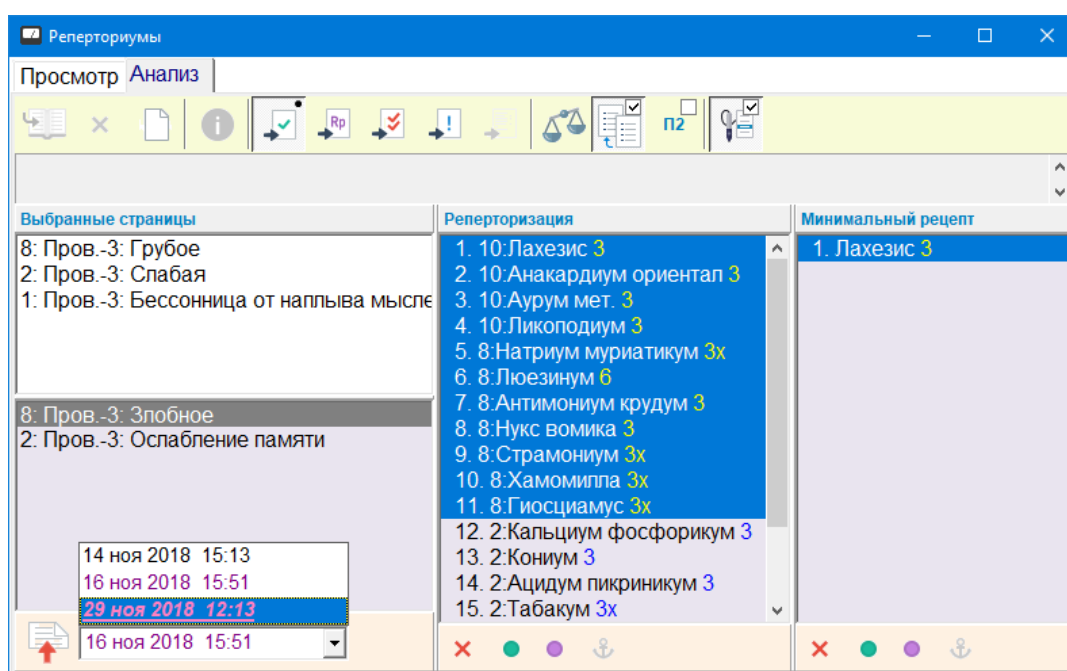 Реперториумы
Просмотр Анализ
Rp
!
П2
Выбранные страницы
8: Пров.-3: Грубое
2: Пров.-3: Слабая
1: Пров.-3: Бессонница от наплыва мысле
8: Пров.-3: Злобное
2: Пров.-3: Ослабление памяти
14 ноя 2018 15:13
16 ноя 2018 15:51
29 ноя 2018 12:13
16 ноя 2018 15:51
Реперторизация
1. 10:Лахезис 3
2. 10:Анакардиум ориентал 3
3. 10:Аурум мет. 3
4. 10:Ликоподиум 3
5. 8:Натриум муриатикум 3х
6. 8:Люезинум 6
7. 8:Антимониум крудум 3
8. 8:Нукс вомика 3
9. 8:Страмониум 3х
10. 8:Хамомилла 3х
11. 8:Гиосциамус 3х
12. 2:Кальциум фосфорикум 3
13. 2:Кониум 3
14. 2:Ацидум пикриникум 3
15. 2:Табакум 3х
Минимальный рецепт
1. Лахезис 3